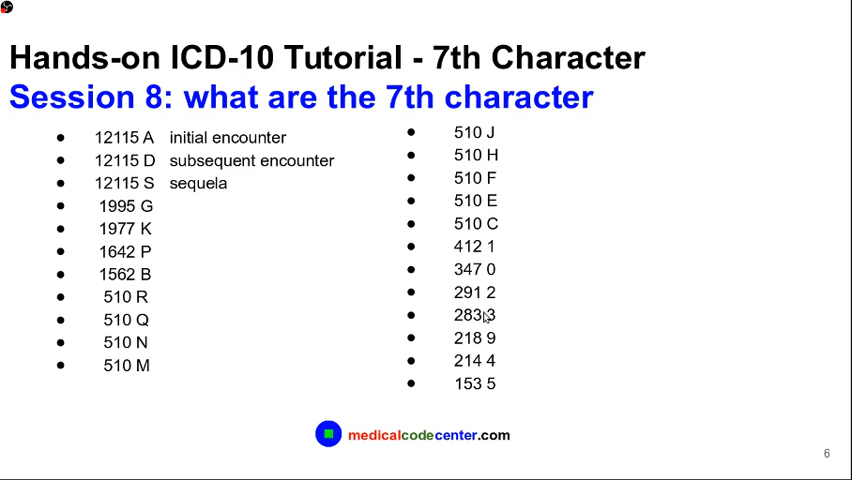 Hands-on ICD-10 Tutorial - 7th Character
Session 8: what are the 7th character
12115 A initial encounter
12115 D subsequent encounter
12115 S sequela
1995 G
1977 K
1642 P
1562 B
510 R
510 Q
510 N
510 M
510 J
510 H
510 F
510 E
510 C
412 1
347 0
291 2
283 3
218 9
214 4
153 5
medicalcodecenter.com
6